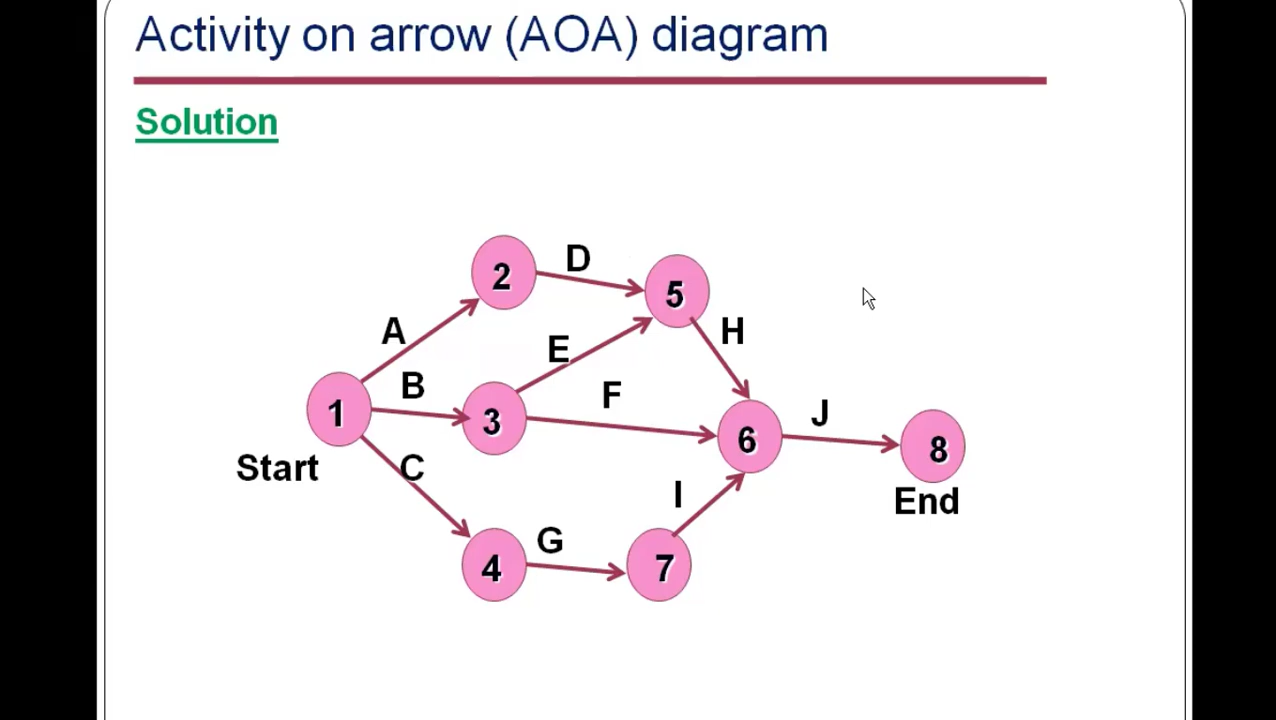 Activity on arrow (AOA) diagram
Solution
D
2
5
A
H
E
B
F
1
3
J
6
8
Start
C
I
End
G
4
7